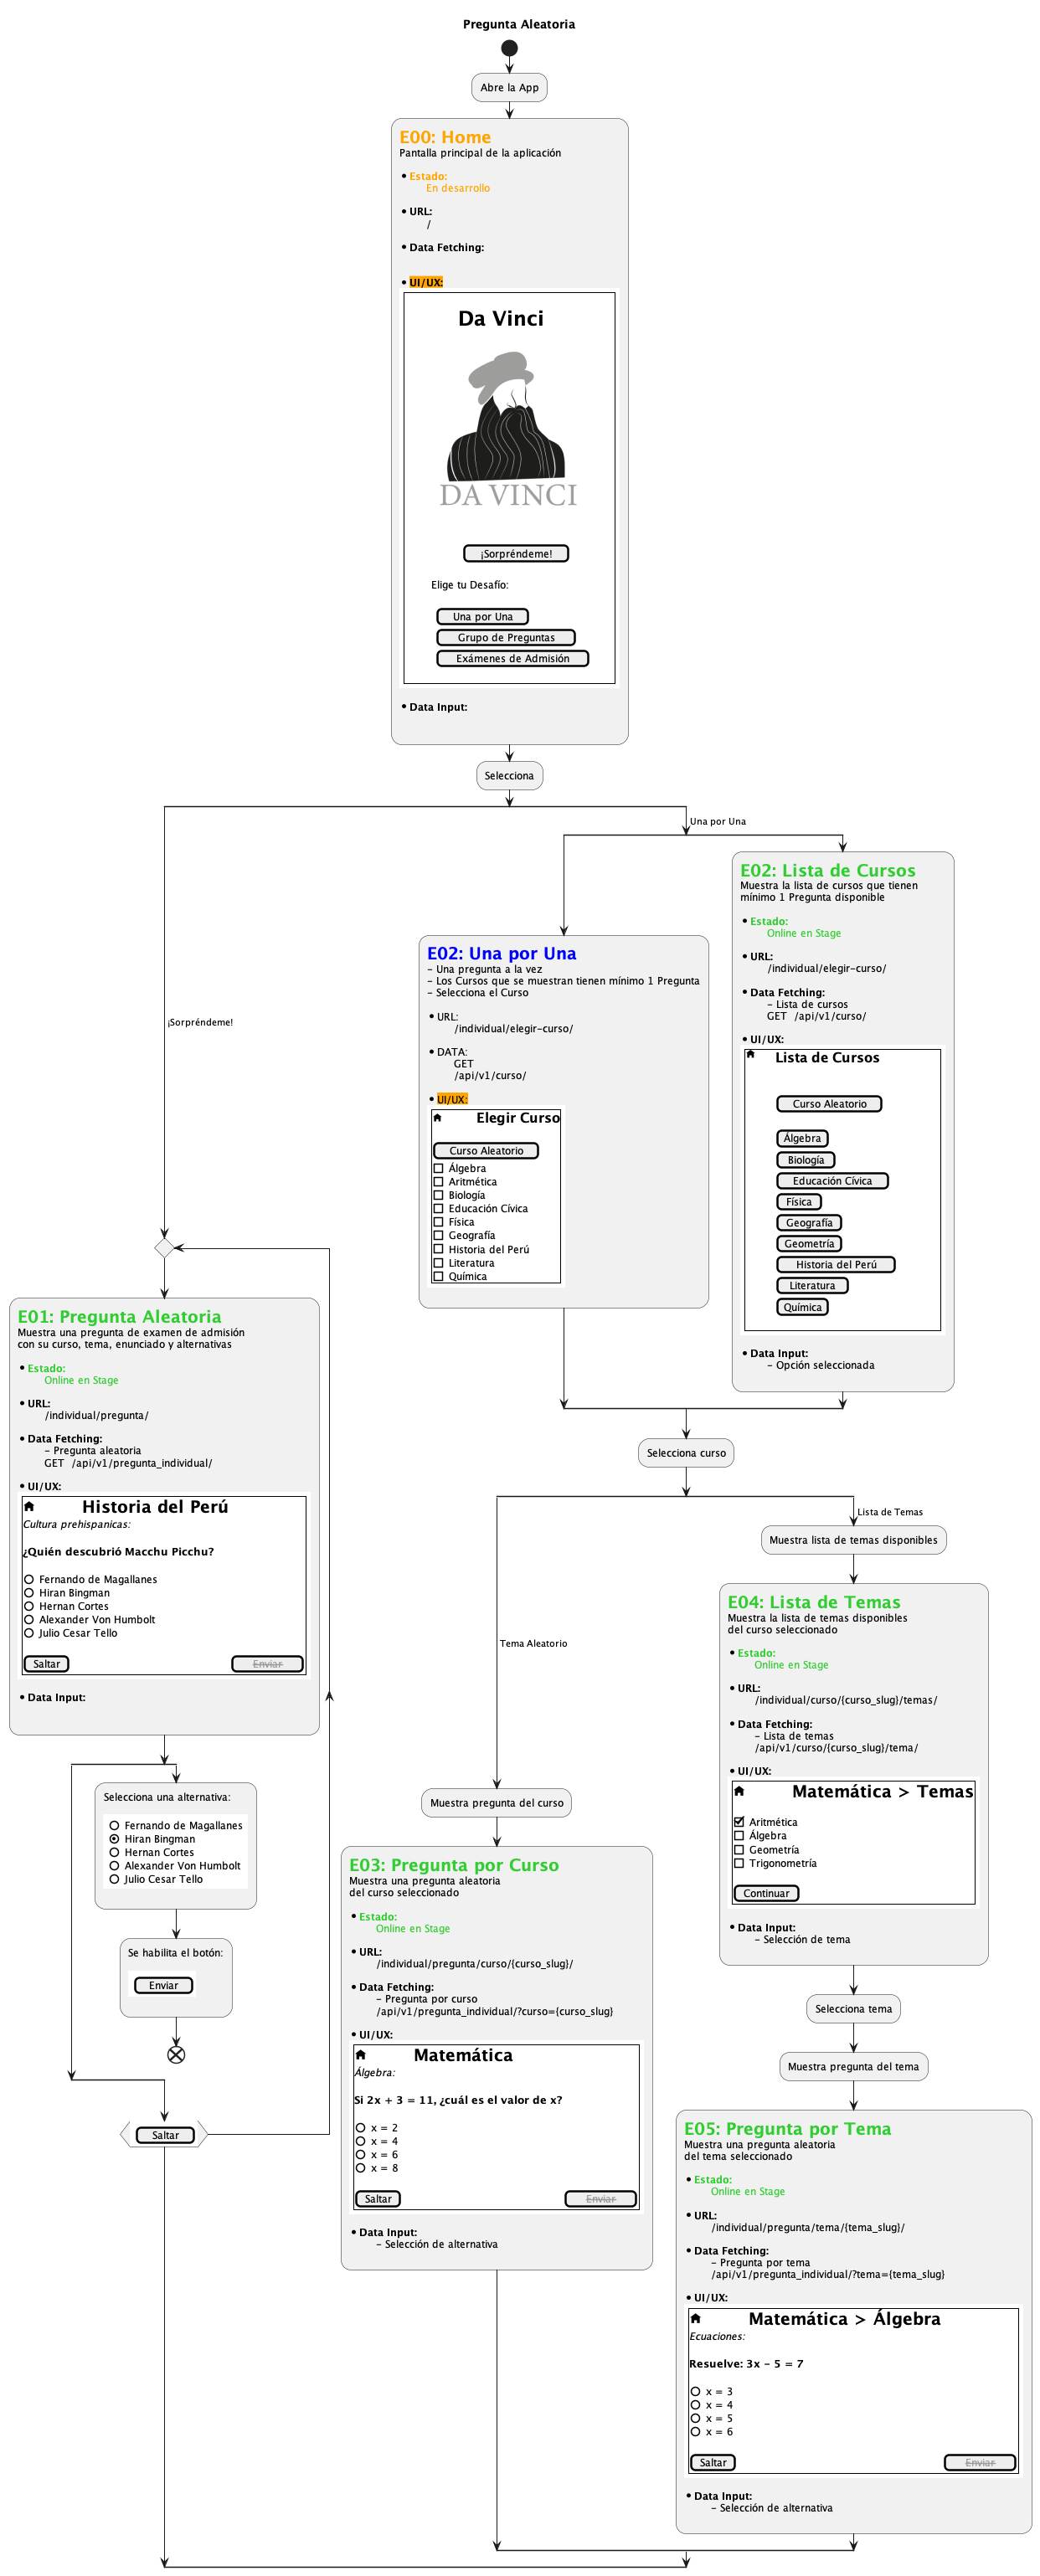 Pregunta Aleatoria
Abre la App
E00: Home
Pantalla principal de la aplicación
• Estado:
En desarrollo
• URL:
/
• Data Fetching:
• UI/UX:
Da Vinci
DA VINCI
¡Sorpréndeme!
Elige tu Desafío:
Una por Una
Grupo de Preguntas
Exámenes de Admisión
• Data Input:
Selecciona
¡Sorpréndeme!
Una por Una
E02: Una por Una
- Una pregunta a la vez
- Los Cursos que se muestran tienen mínimo 1 Pregunta
- Selecciona el Curso
• URL:
/individual/elegir-curso/
• DATA:
GET
/api/v1/curso/
• UI/UX:
Elegir Curso
Curso Aleatorio
Álgebra
Aritmética
Biología
Educación Cívica
Física
Geografía
Historia del Perú
Literatura
Química
E02: Lista de Cursos
Muestra la lista de cursos que tienen
mínimo 1 Pregunta disponible
• Estado:
Online en Stage
• URL:
/individual/elegir-curso/
• Data Fetching:
- Lista de cursos
GET /api/v1/curso/
• UI/UX:
Lista de Cursos
Curso Aleatorio
Álgebra
Biología
Educación Cívica
Física
Geografía
Geometría
Historia del Perú
Literatura
Química
• Data Input:
- Opción seleccionada
E01: Pregunta Aleatoria
Muestra una pregunta de examen de admisión
con su curso, tema, enunciado y alternativas
• Estado:
Online en Stage
• URL:
/individual/pregunta/
• Data Fetching:
- Pregunta aleatoria
GET /api/v1/pregunta_individual/
• UI/UX:
Historia del Perú
Cultura prehispanicas:
¿Quién descubrió Macchu Picchu?
Fernando de Magallanes
Hiran Bingman
Hernan Cortes
Alexander Von Humbolt
Julio Cesar Tello
Saltar Enviar
• Data Input:
Selecciona una alternativa:
Fernando de Magallanes
Hiran Bingman
Hernan Cortes
Alexander Von Humbolt
Julio Cesar Tello
Se habilita el botón:
Enviar
Saltar
Selecciona curso
Tema Aleatorio
Lista de Temas
Muestra pregunta del curso
E03: Pregunta por Curso
Muestra una pregunta aleatoria
del curso seleccionado
• Estado:
Online en Stage
• URL:
/individual/pregunta/curso/{curso_slug}/
• Data Fetching:
- Pregunta por curso
/api/v1/pregunta_individual/?curso={curso_slug}
• UI/UX:
Matemática
Álgebra:
Si 2x + 3 = 11, ¿cuál es el valor de x?
x = 2
x = 4
x = 6
x = 8
Saltar Enviar
• Data Input:
- Selección de alternativa
Muestra lista de temas disponibles
E04: Lista de Temas
Muestra la lista de temas disponibles
del curso seleccionado
• Estado:
Online en Stage
• URL:
/individual/curso/{curso_slug}/temas/
• Data Fetching:
- Lista de temas
/api/v1/curso/{curso_slug}/tema/
• UI/UX:
Matemática > Temas
Aritmética
Álgebra
Geometría
Trigonometría
Continuar
• Data Input:
- Selección de tema
Selecciona tema
Muestra pregunta del tema
E05: Pregunta por Tema
Muestra una pregunta aleatoria
del tema seleccionado
• Estado:
Online en Stage
• URL:
/individual/pregunta/tema/{tema_slug}/
• Data Fetching:
- Pregunta por tema
/api/v1/pregunta_individual/?tema={tema_slug}
• UI/UX:
Matemática > Álgebra
Ecuaciones:
Resuelve: 3x - 5 = 7
x = 3
x = 4
x = 5
x = 6
Saltar Enviar
• Data Input:
- Selección de alternativa